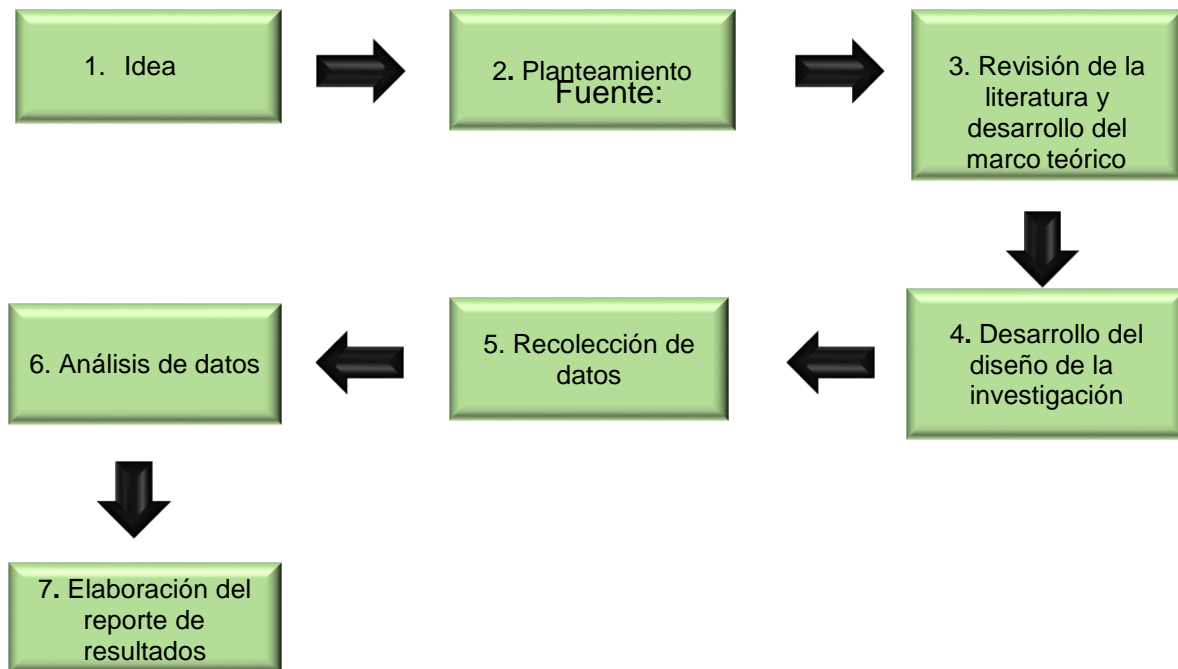 1. Idea
2. Planteamiento
Fuente:
3. Revisión de la
literatura y
desarrollo del
marco teórico
4. Desarrollo del
diseño de la
investigación
5. Recolección de
datos
6. Análisis de datos
7. Elaboración del
reporte de
resultados